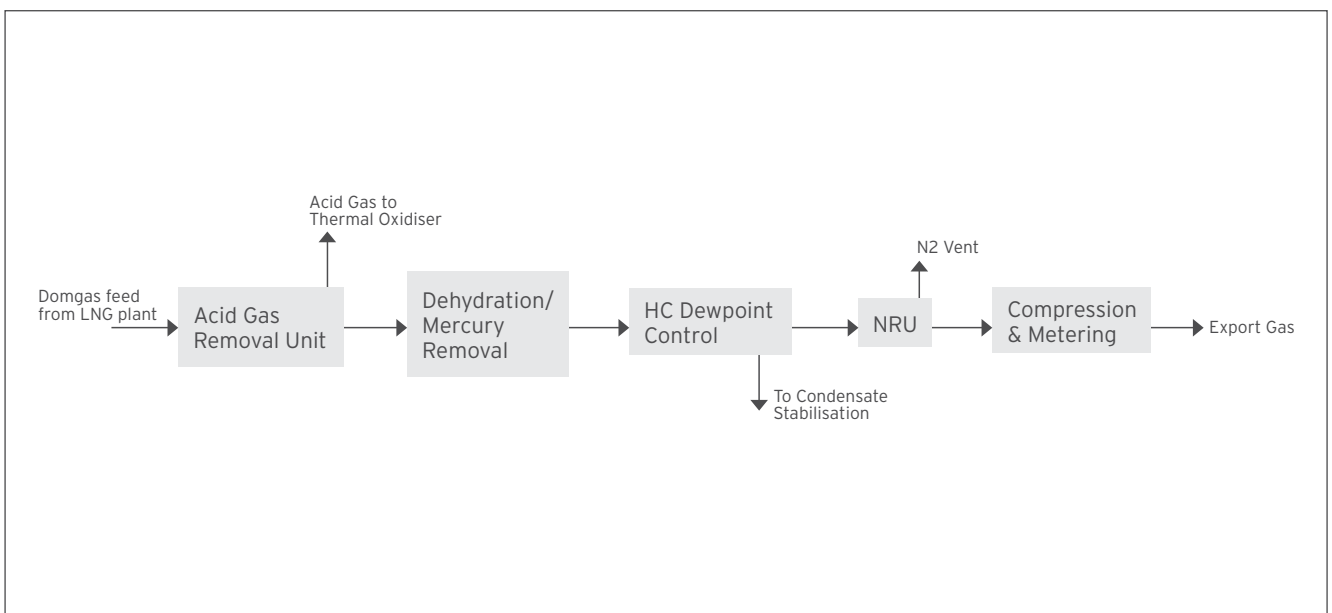 Acid Gas to
Thermal Oxidiser
N2 Vent
Domgas feed
from LNG plant
Acid Gas
Removal Unit
Dehydration/
Mercury
Removal
HC Dewpoint
Control
NRU
Compression
& Metering
Export Gas
To Condensate
Stabilisation